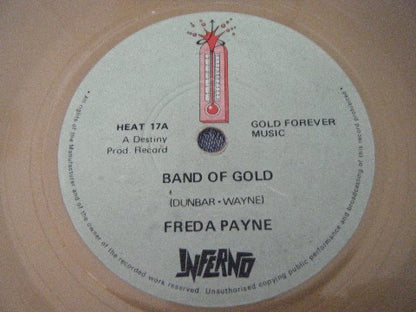 HEAT 17A
A Destiny
Prod. Record
GOLD FOREVER
MUSIC
BAND OF GOLD
(DUNBAR • WAYNE)
FREDA PAYNE
INFERNO
• All rights of the Manufacturer and of the owner of the recorded work reserved. Unauthorised copying public performance and broadcasting of this record prohibited •